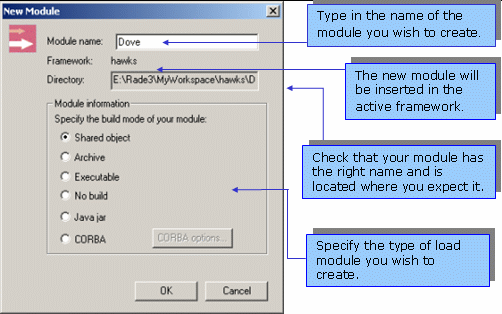 New Module
Module name: Dove
Framework: hawks
Directory: E:\Rade3\MyWorkspace\hawks\D
Module information
Specify the build mode of your module:
Shared object
Archive
Executable
No build
Java jar
CORBA
CORBA options...
OK Cancel
Type in the name of the
module you wish to create.
The new module will
be inserted in the
active framework.
Check that your module has
the right name and is
located where you expect it.
Specify the type of load
module you wish to
create.